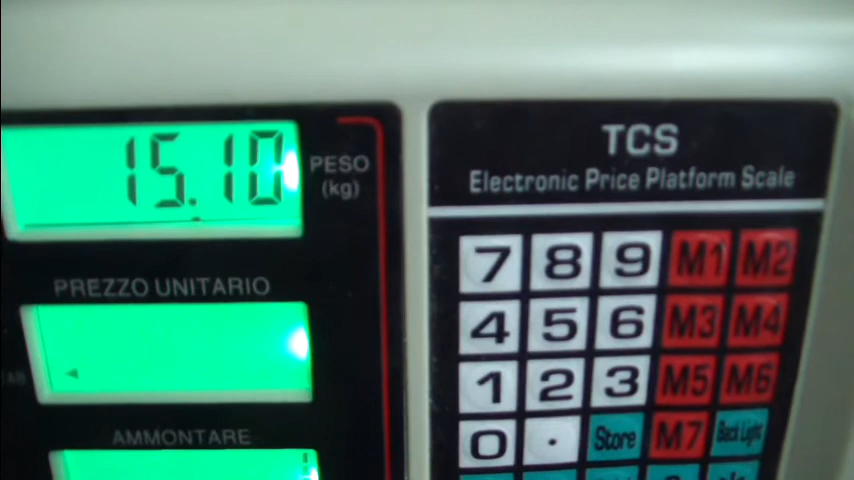 15.10
PESO
(kg)
PREZZO UNITARIO
AMMONTARE
TCS
Electronic Price Platform Scale
7 8 9 M1 M2
4 5 6 M3 M4
1 2 3 M5 M6
0 . Store M7 Back Light